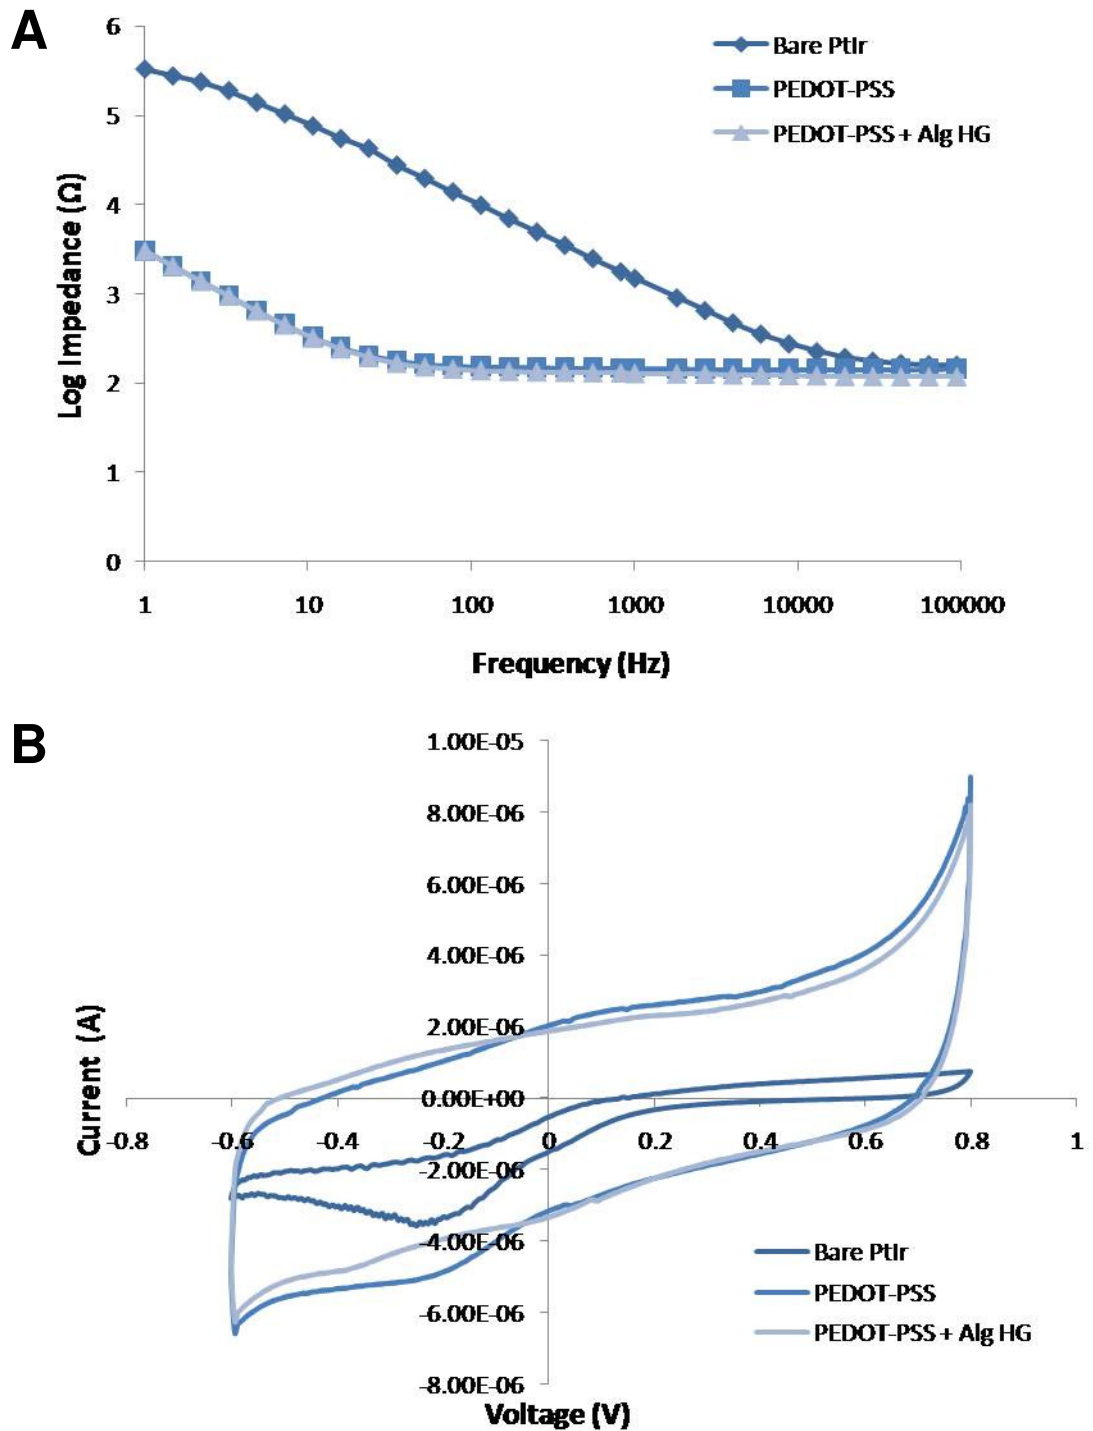 A
6
Bare PtIr
PEDOT-PSS
5
PEDOT-PSS + Alg HG
4
3
2
1
0
Log Impedance (Ω)
1 10 100 1000 10000 100000
Frequency (Hz)
B
1.00E-05
8.00E-06
6.00E-06
4.00E-06
2.00E-06
0.00E+00
-0.8 -0.6 -0.4 -0.2 0 0.2 0.4 0.6 0.8 1
-2.00E-06
-4.00E-06
-6.00E-06
-8.00E-06
Current (A)
Bare PtIr
PEDOT-PSS
PEDOT-PSS + Alg HG
Voltage (V)